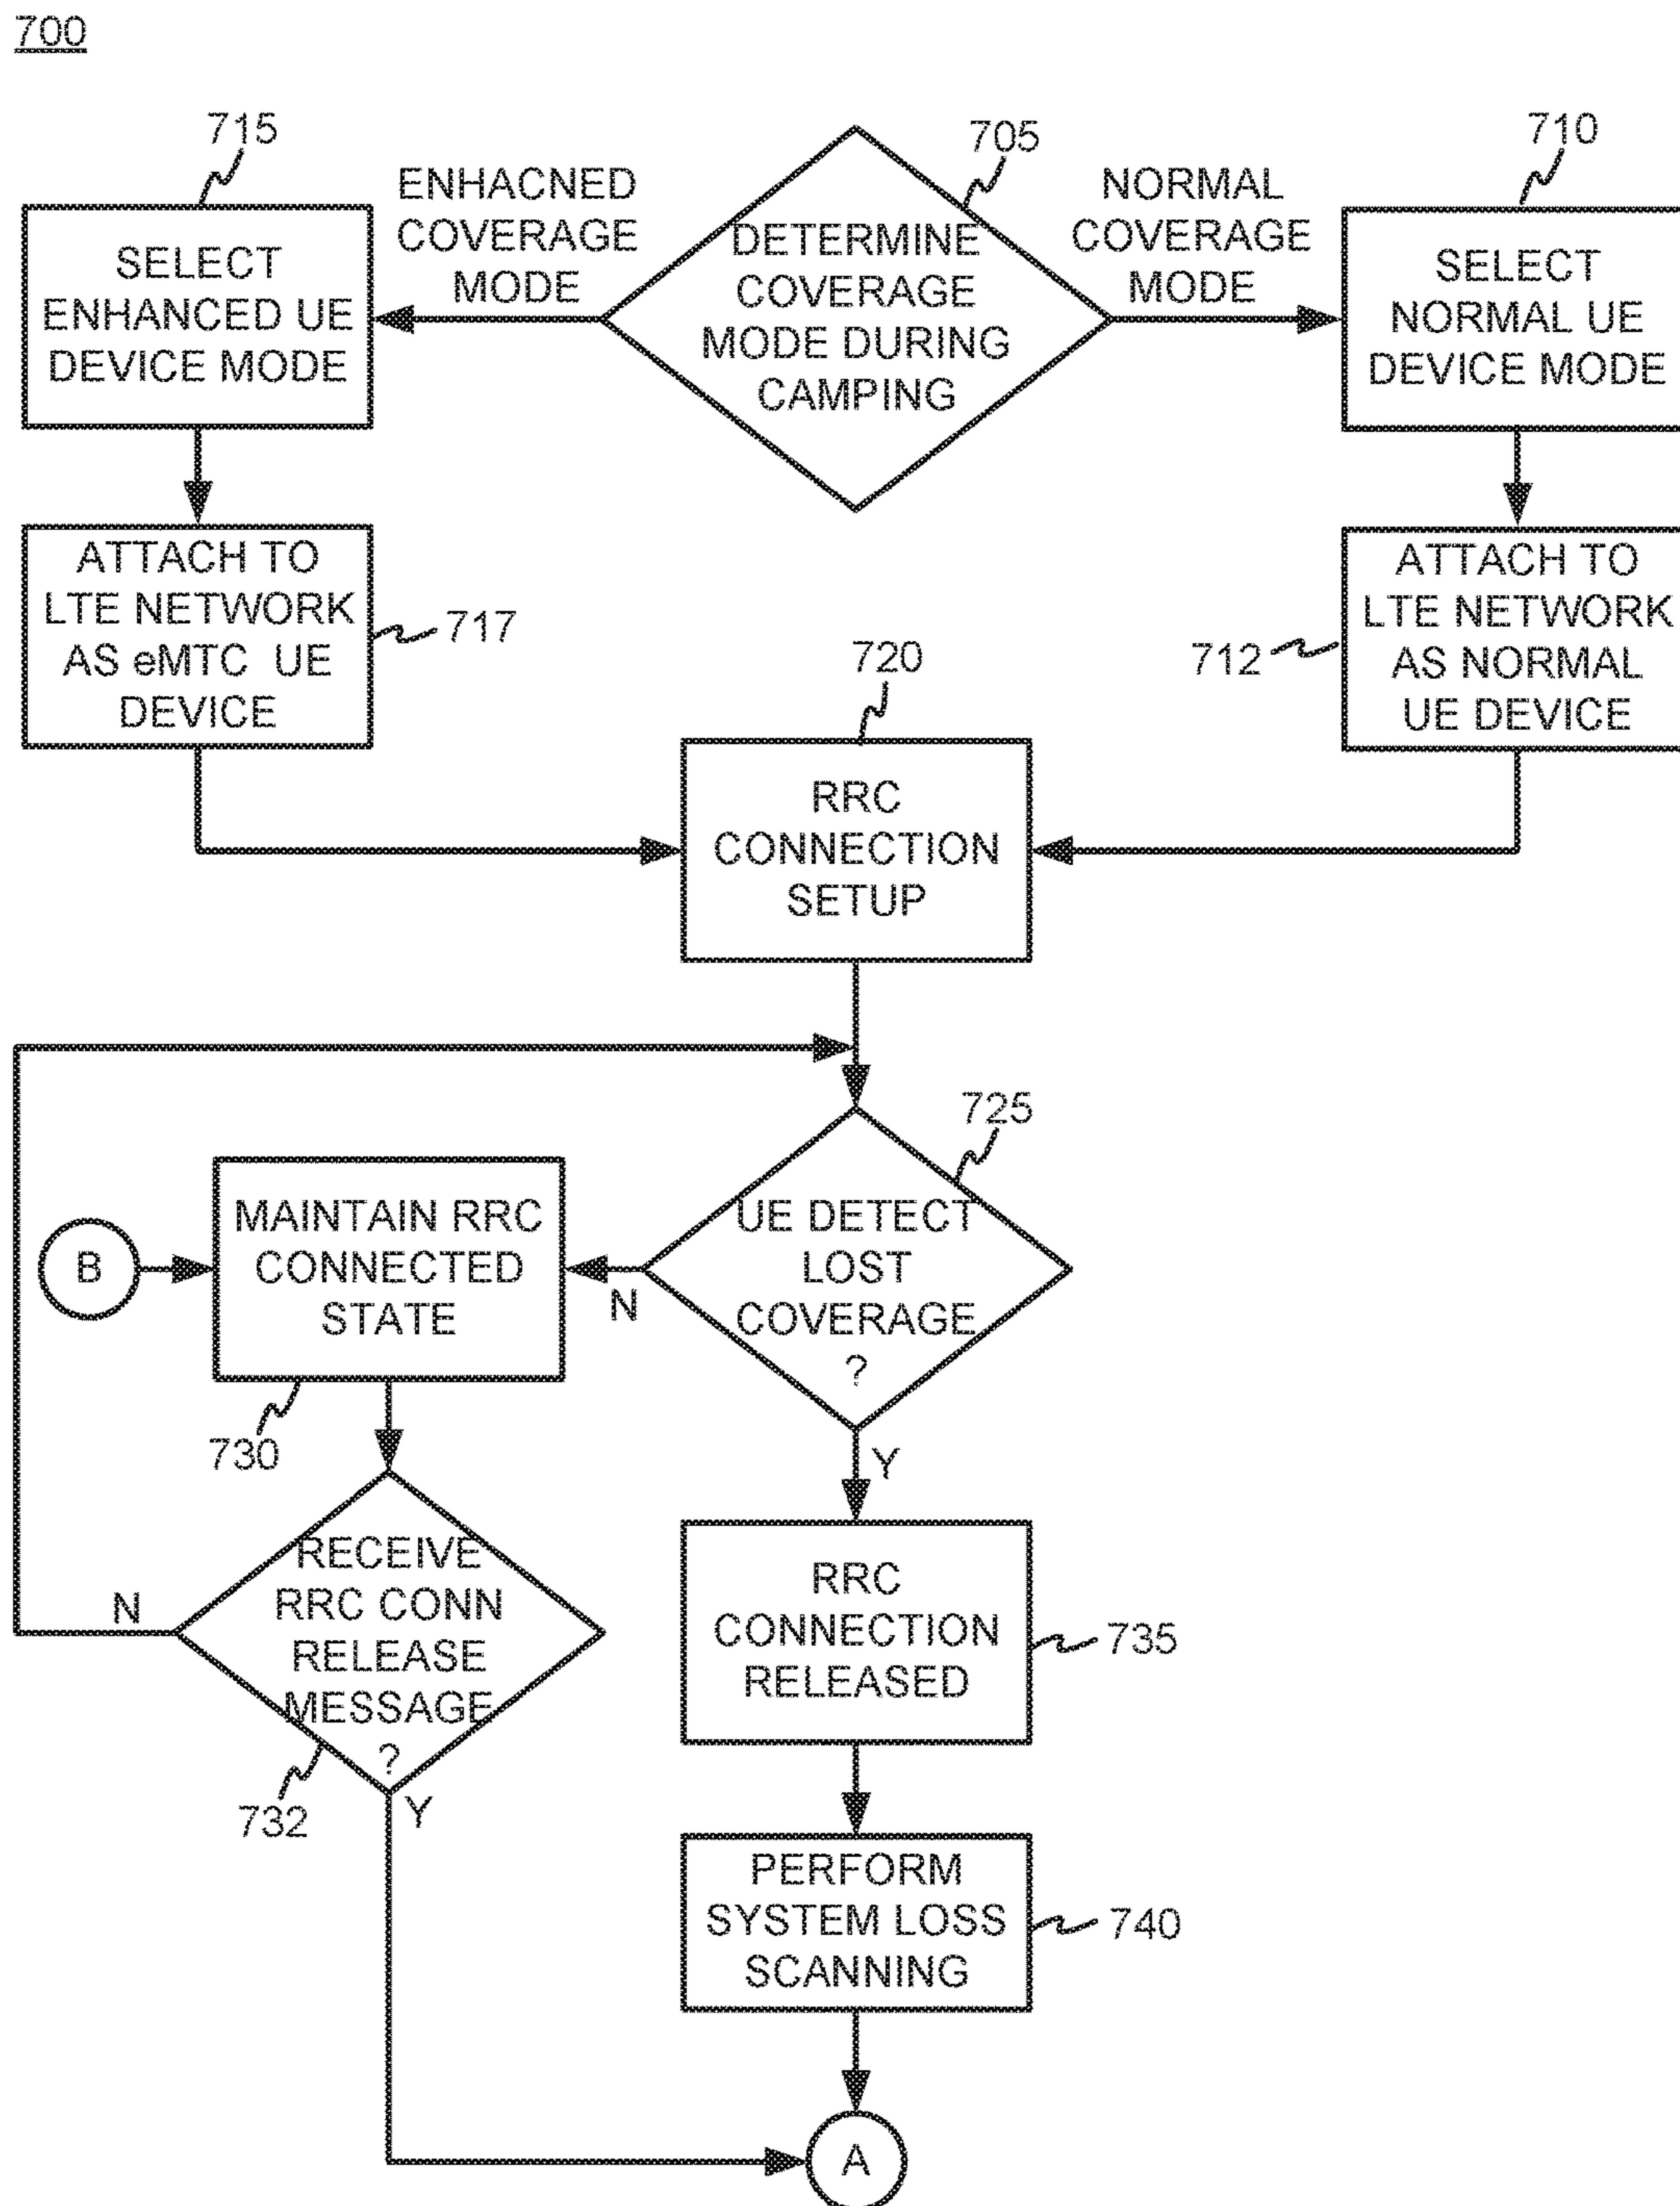 700
715
ENHACNED
COVERAGE
MODE
705
NORMAL
COVERAGE
MODE
710
SELECT
ENHANCED UE
DEVICE MODE
DETERMINE
COVERAGE
MODE DURING
CAMPING
SELECT
NORMAL UE
DEVICE MODE
ATTACH TO
LTE NETWORK
AS eMTC UE
DEVICE
717
720
712
ATTACH TO
LTE NETWORK
AS NORMAL
UE DEVICE
RRC
CONNECTION
SETUP
725
B
MAINTAIN RRC
CONNECTED
STATE
N
UE DETECT
LOST
COVERAGE
?
730
Y
N
RECEIVE
RRC CONN
RELEASE
MESSAGE
?
RRC
CONNECTION
RELEASED
735
732
Y
PERFORM
SYSTEM LOSS
SCANNING
740
A